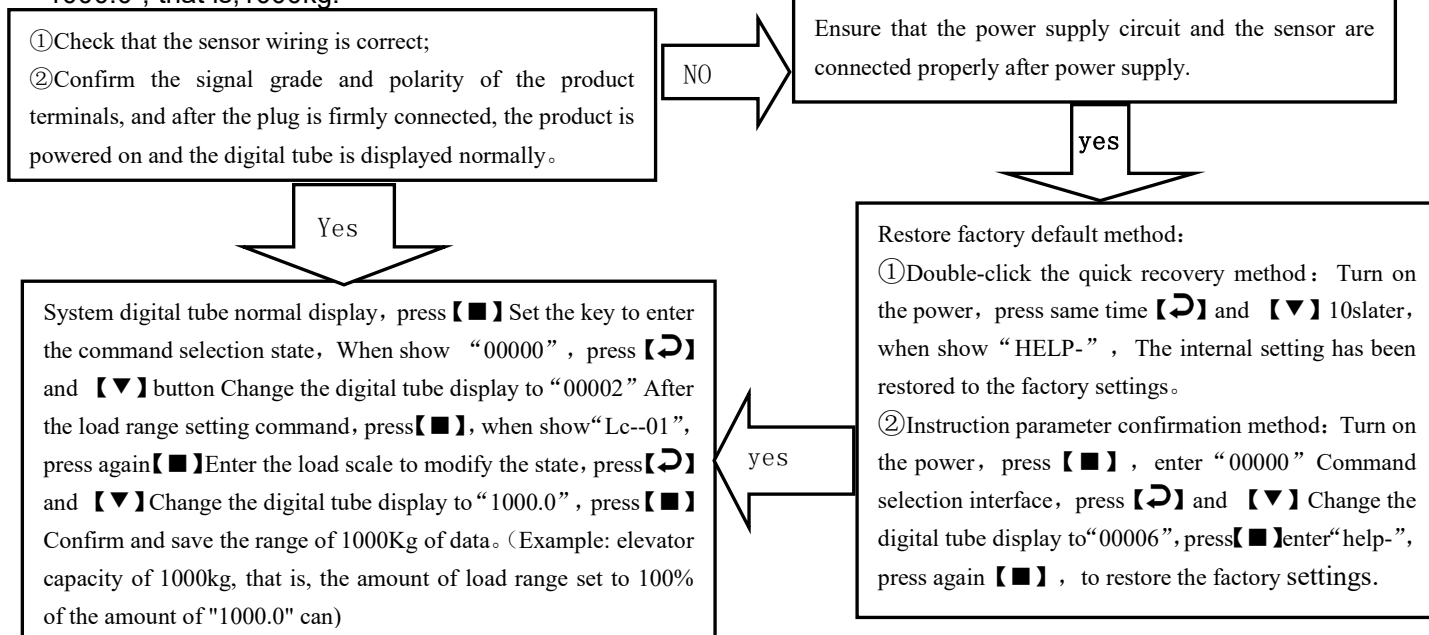 1000.0", that is,1000kg.
①Check that the sensor wiring is correct;
②Confirm the signal grade and polarity of the product
terminals, and after the plug is firmly connected, the product is
powered on and the digital tube is displayed normally。
NO
Ensure that the power supply circuit and the sensor are
connected properly after power supply.
yes
Yes
Restore factory default method：
①Double-click the quick recovery method：Turn on
the power，press same time【⮌】and 【▼】10slater，
when show“HELP-”，The internal setting has been
restored to the factory settings。
②Instruction parameter confirmation method：Turn on
the power，press【■】，enter“00000”Command
selection interface，press【⮌】and 【▼】Change the
digital tube display to“00006”，press【■】enter“help-”，
press again【■】，to restore the factory settings.
yes
System digital tube normal display，press【■】Set the key to enter
the command selection state，When show “00000”，press【⮌】
and 【▼】button Change the digital tube display to“00002”After
the load range setting command，press【■】，when show“Lc--01”，
press again【■】Enter the load scale to modify the state，press【⮌】
and 【▼】Change the digital tube display to“1000.0”，press【■】
Confirm and save the range of 1000Kg of data。（Example: elevator
capacity of 1000kg, that is, the amount of load range set to 100%
of the amount of "1000.0" can)